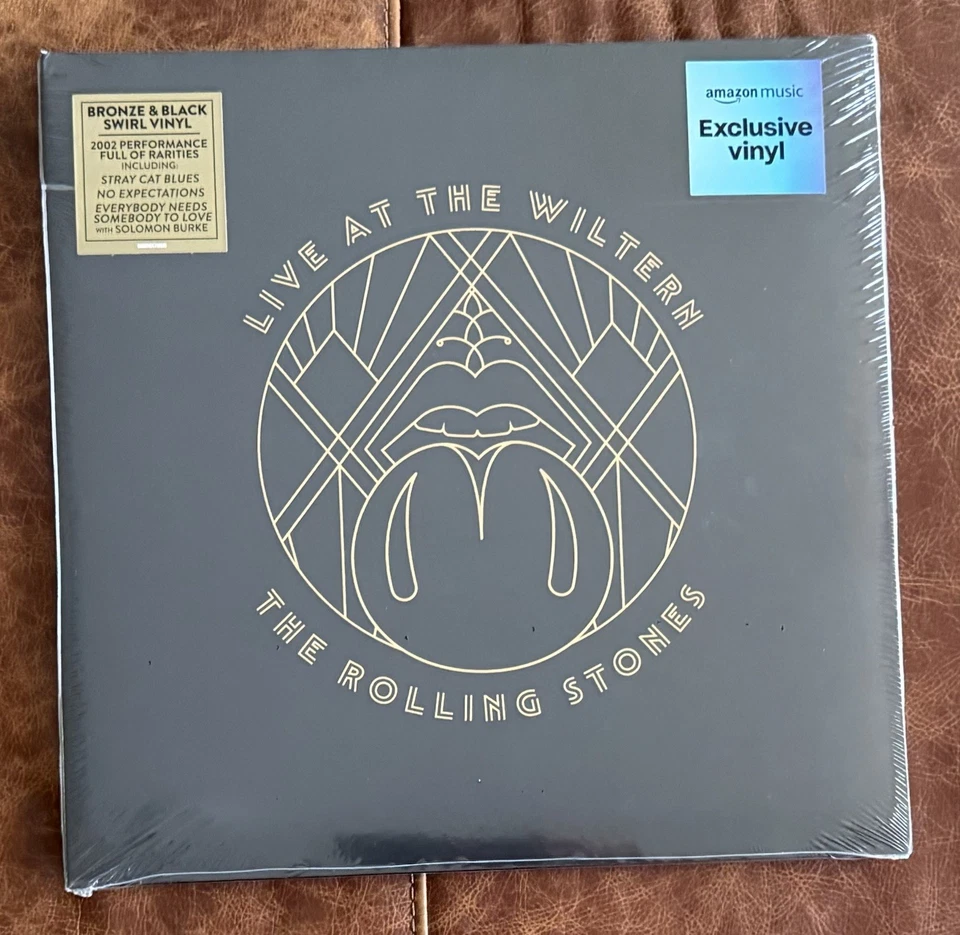 BRONZE & BLACK
SWIRL VINYL
2002 PERFORMANCE
FULL OF RARITIES
INCLUDING:
STRAY CAT BLUES
NO EXPECTATIONS
EVERYBODY NEEDS
SOMEBODY TO LOVE
WITH SOLOMON BURKE
amazon music
Exclusive
vinyl
LIVE AT THE WILTERN
THE ROLLING STONES